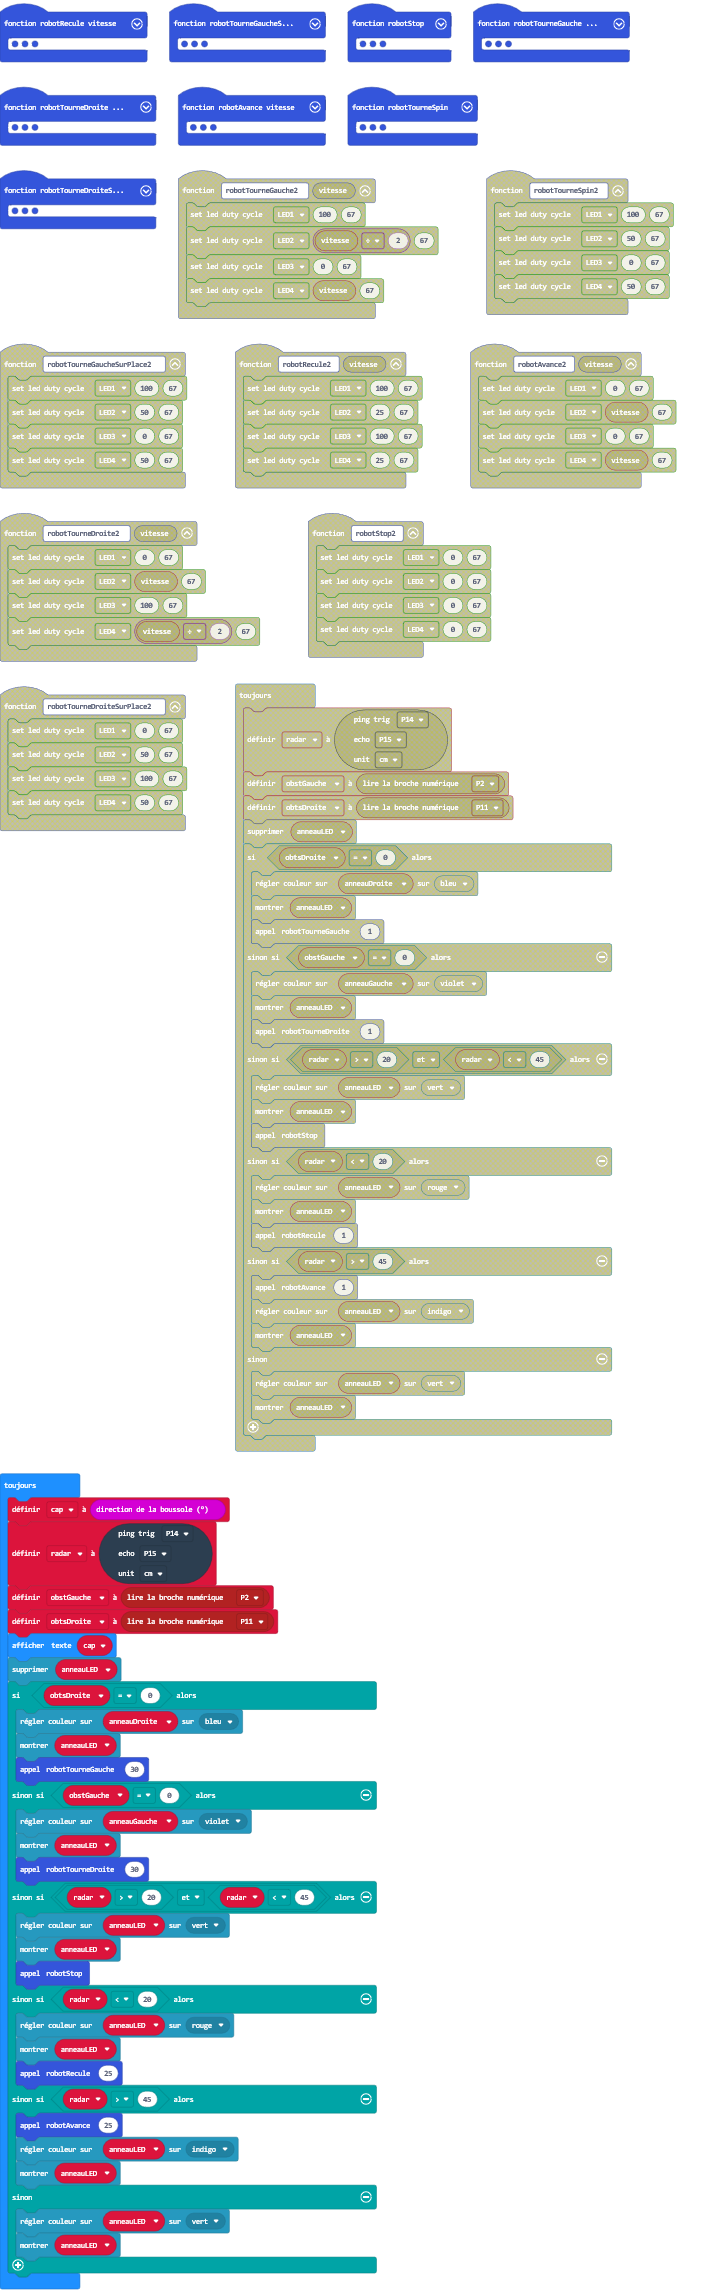 fonction robotRecule vitesse
fonction robotTourneGaucheS...
fonction robotStop
fonction robotTourneGauche ...
fonction robotTourneDroite ...
fonction robotAvance vitesse
fonction robotTourneSpin
fonction robotTourneDroiteS...
fonction robotTourneGauche2 vitesse
set led duty cycle LED1 100 67
set led duty cycle LED2 vitesse ÷ 2 67
set led duty cycle LED3 0 67
set led duty cycle LED4 vitesse 67
fonction robotTourneSpin2
set led duty cycle LED1 100 67
set led duty cycle LED2 50 67
set led duty cycle LED3 0 67
set led duty cycle LED4 50 67
fonction robotTourneGaucheSurPlace2
set led duty cycle LED1 100 67
set led duty cycle LED2 50 67
set led duty cycle LED3 0 67
set led duty cycle LED4 50 67
fonction robotRecule2 vitesse
set led duty cycle LED1 100 67
set led duty cycle LED2 25 67
set led duty cycle LED3 100 67
set led duty cycle LED4 25 67
fonction robotAvance2 vitesse
set led duty cycle LED1 0 67
set led duty cycle LED2 vitesse 67
set led duty cycle LED3 0 67
set led duty cycle LED4 vitesse 67
fonction robotTourneDroite2 vitesse
set led duty cycle LED1 0 67
set led duty cycle LED2 vitesse 67
set led duty cycle LED3 100 67
set led duty cycle LED4 vitesse ÷ 2 67
fonction robotStop2
set led duty cycle LED1 0 67
set led duty cycle LED2 0 67
set led duty cycle LED3 0 67
set led duty cycle LED4 0 67
fonction robotTourneDroiteSurPlace2
set led duty cycle LED1 0 67
set led duty cycle LED2 50 67
set led duty cycle LED3 100 67
set led duty cycle LED4 50 67
toujours
ping trig P14
définir radar à echo P15
unit cm
définir obstGauche à lire la broche numérique P2
définir obtsDroite à lire la broche numérique P11
supprimer anneauLED
si obtsDroite = 0 alors
régler couleur sur anneauDroite sur bleu
montrer anneauLED
appel robotTourneGauche 1
sinon si obstGauche = 0 alors
régler couleur sur anneauGauche sur violet
montrer anneauLED
appel robotTourneDroite 1
sinon si radar > 20 et radar < 45 alors
régler couleur sur anneauLED sur vert
montrer anneauLED
appel robotStop
sinon si radar < 20 alors
régler couleur sur anneauLED sur rouge
montrer anneauLED
appel robotRecule 1
sinon si radar > 45 alors
appel robotAvance 1
régler couleur sur anneauLED sur indigo
montrer anneauLED
sinon
régler couleur sur anneauLED sur vert
montrer anneauLED
toujours
définir cap à direction de la boussole (°)
ping trig P14
définir radar à echo P15
unit cm
définir obstGauche à lire la broche numérique P2
définir obtsDroite à lire la broche numérique P11
afficher texte cap
supprimer anneauLED
si obtsDroite = 0 alors
régler couleur sur anneauDroite sur bleu
montrer anneauLED
appel robotTourneGauche 30
sinon si obstGauche = 0 alors
régler couleur sur anneauGauche sur violet
montrer anneauLED
appel robotTourneDroite 30
sinon si radar > 20 et radar < 45 alors
régler couleur sur anneauLED sur vert
montrer anneauLED
appel robotStop
sinon si radar < 20 alors
régler couleur sur anneauLED sur rouge
montrer anneauLED
appel robotRecule 25
sinon si radar > 45 alors
appel robotAvance 25
régler couleur sur anneauLED sur indigo
montrer anneauLED
sinon
régler couleur sur anneauLED sur vert
montrer anneauLED